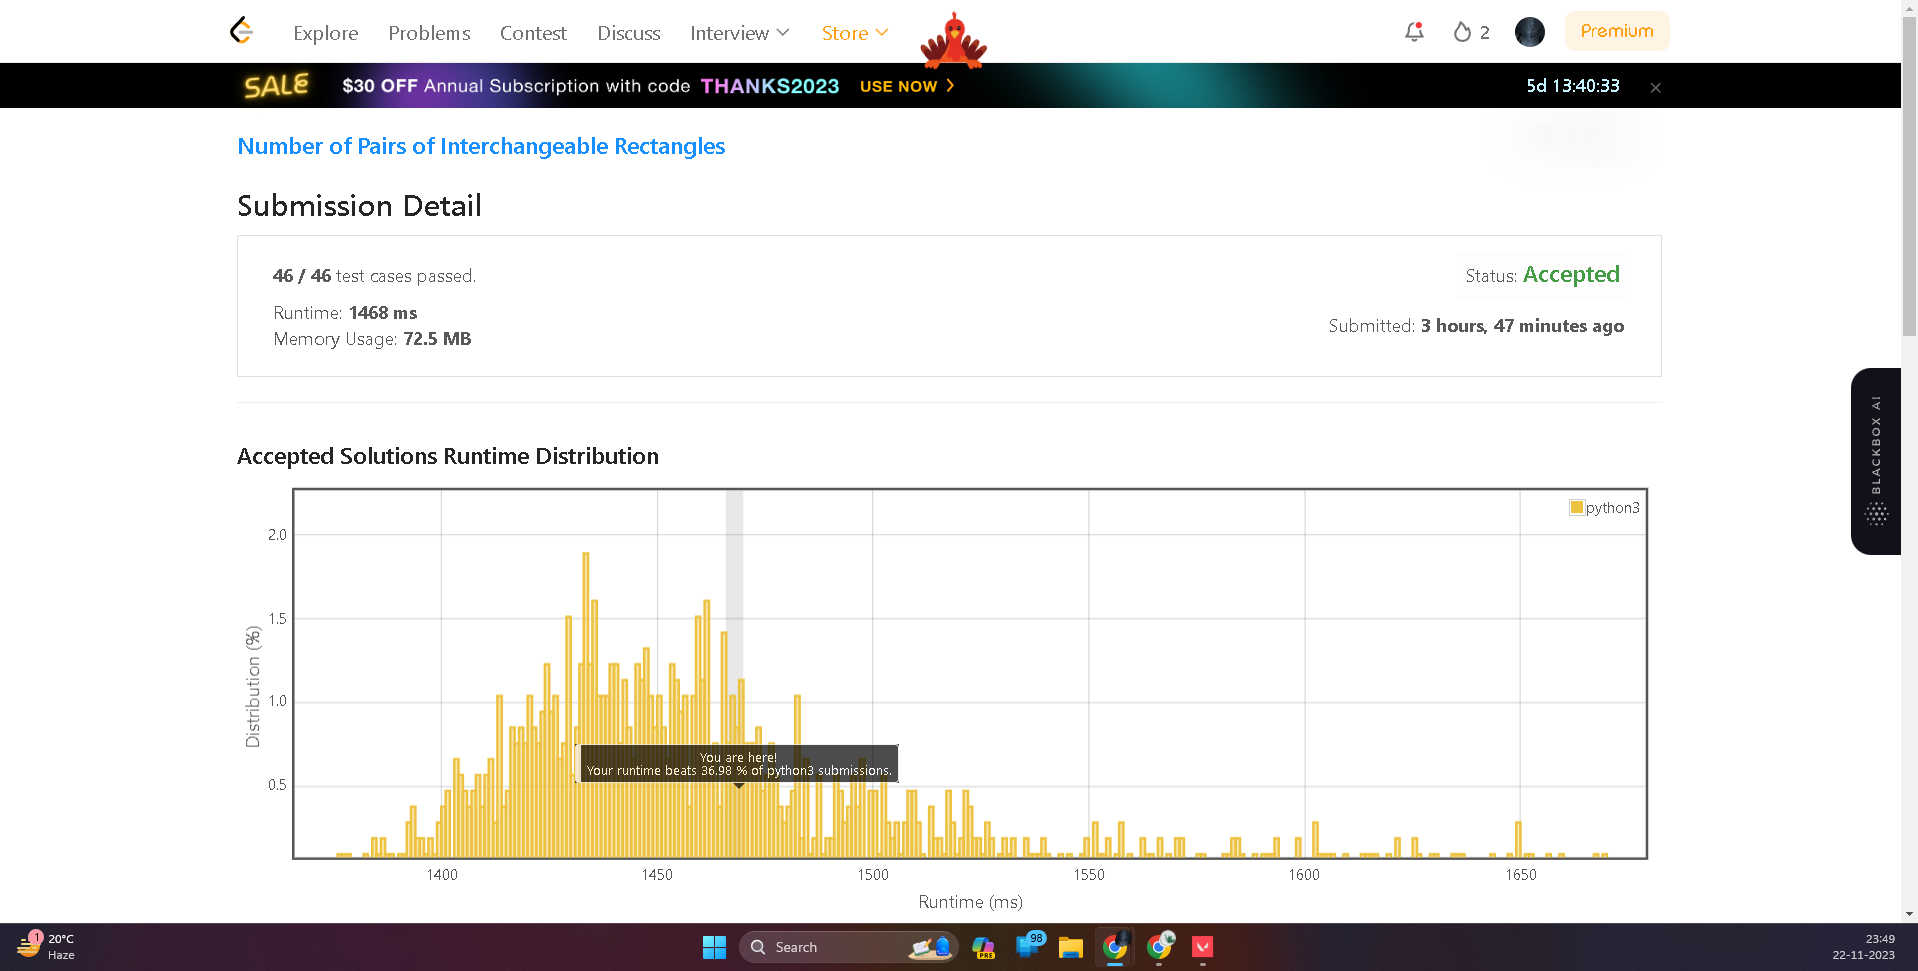 Explore Problems Contest Discuss Interview Store 2 Premium
SALE $30 OFF Annual Subscription with code THANKS2023 USE NOW 5d 13:40:33
Number of Pairs of Interchangeable Rectangles
Submission Detail
46 / 46 test cases passed.
Status: Accepted
Runtime: 1468 ms
Submitted: 3 hours, 47 minutes ago
Memory Usage: 72.5 MB
BLACKBOX AI
Accepted Solutions Runtime Distribution
python3
2.0
1.5
1.0
0.5
Distribution (%)
You are here!
Your runtime beats 36.98 % of python3 submissions.
1400 1450 1500 1550 1600 1650
Runtime (ms)
1
20°C
Haze
Search
PRE
98
23:49
22-11-2023